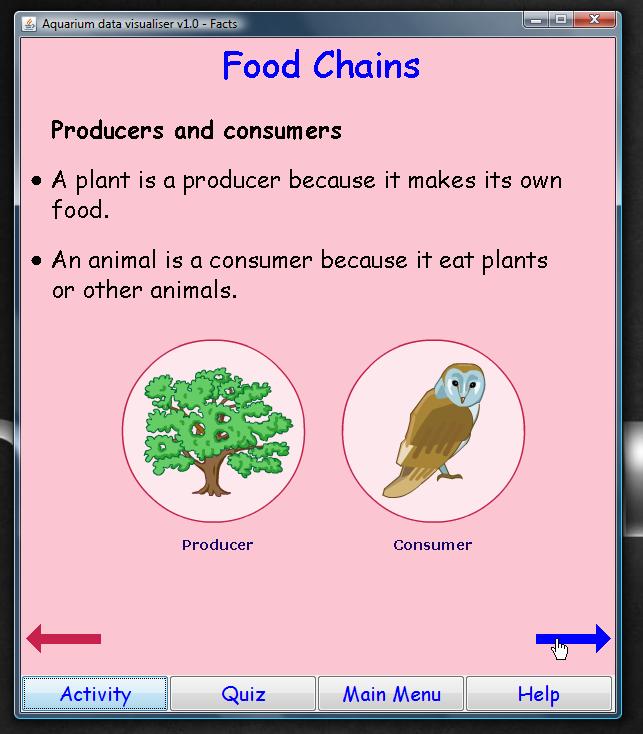 Aquarium data visualiser v1.0 - Facts
Food Chains
Producers and consumers
• A plant is a producer because it makes its own
food.
• An animal is a consumer because it eat plants
or other animals.
Producer
Consumer
Activity
Quiz
Main Menu
Help